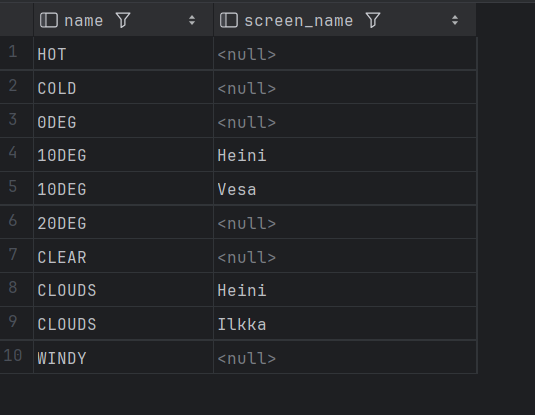 name screen_name
1 HOT <null>
2 COLD <null>
3 0DEG <null>
4 10DEG Heini
5 10DEG Vesa
6 20DEG <null>
7 CLEAR <null>
8 CLOUDS Heini
9 CLOUDS Ilkka
10 WINDY <null>